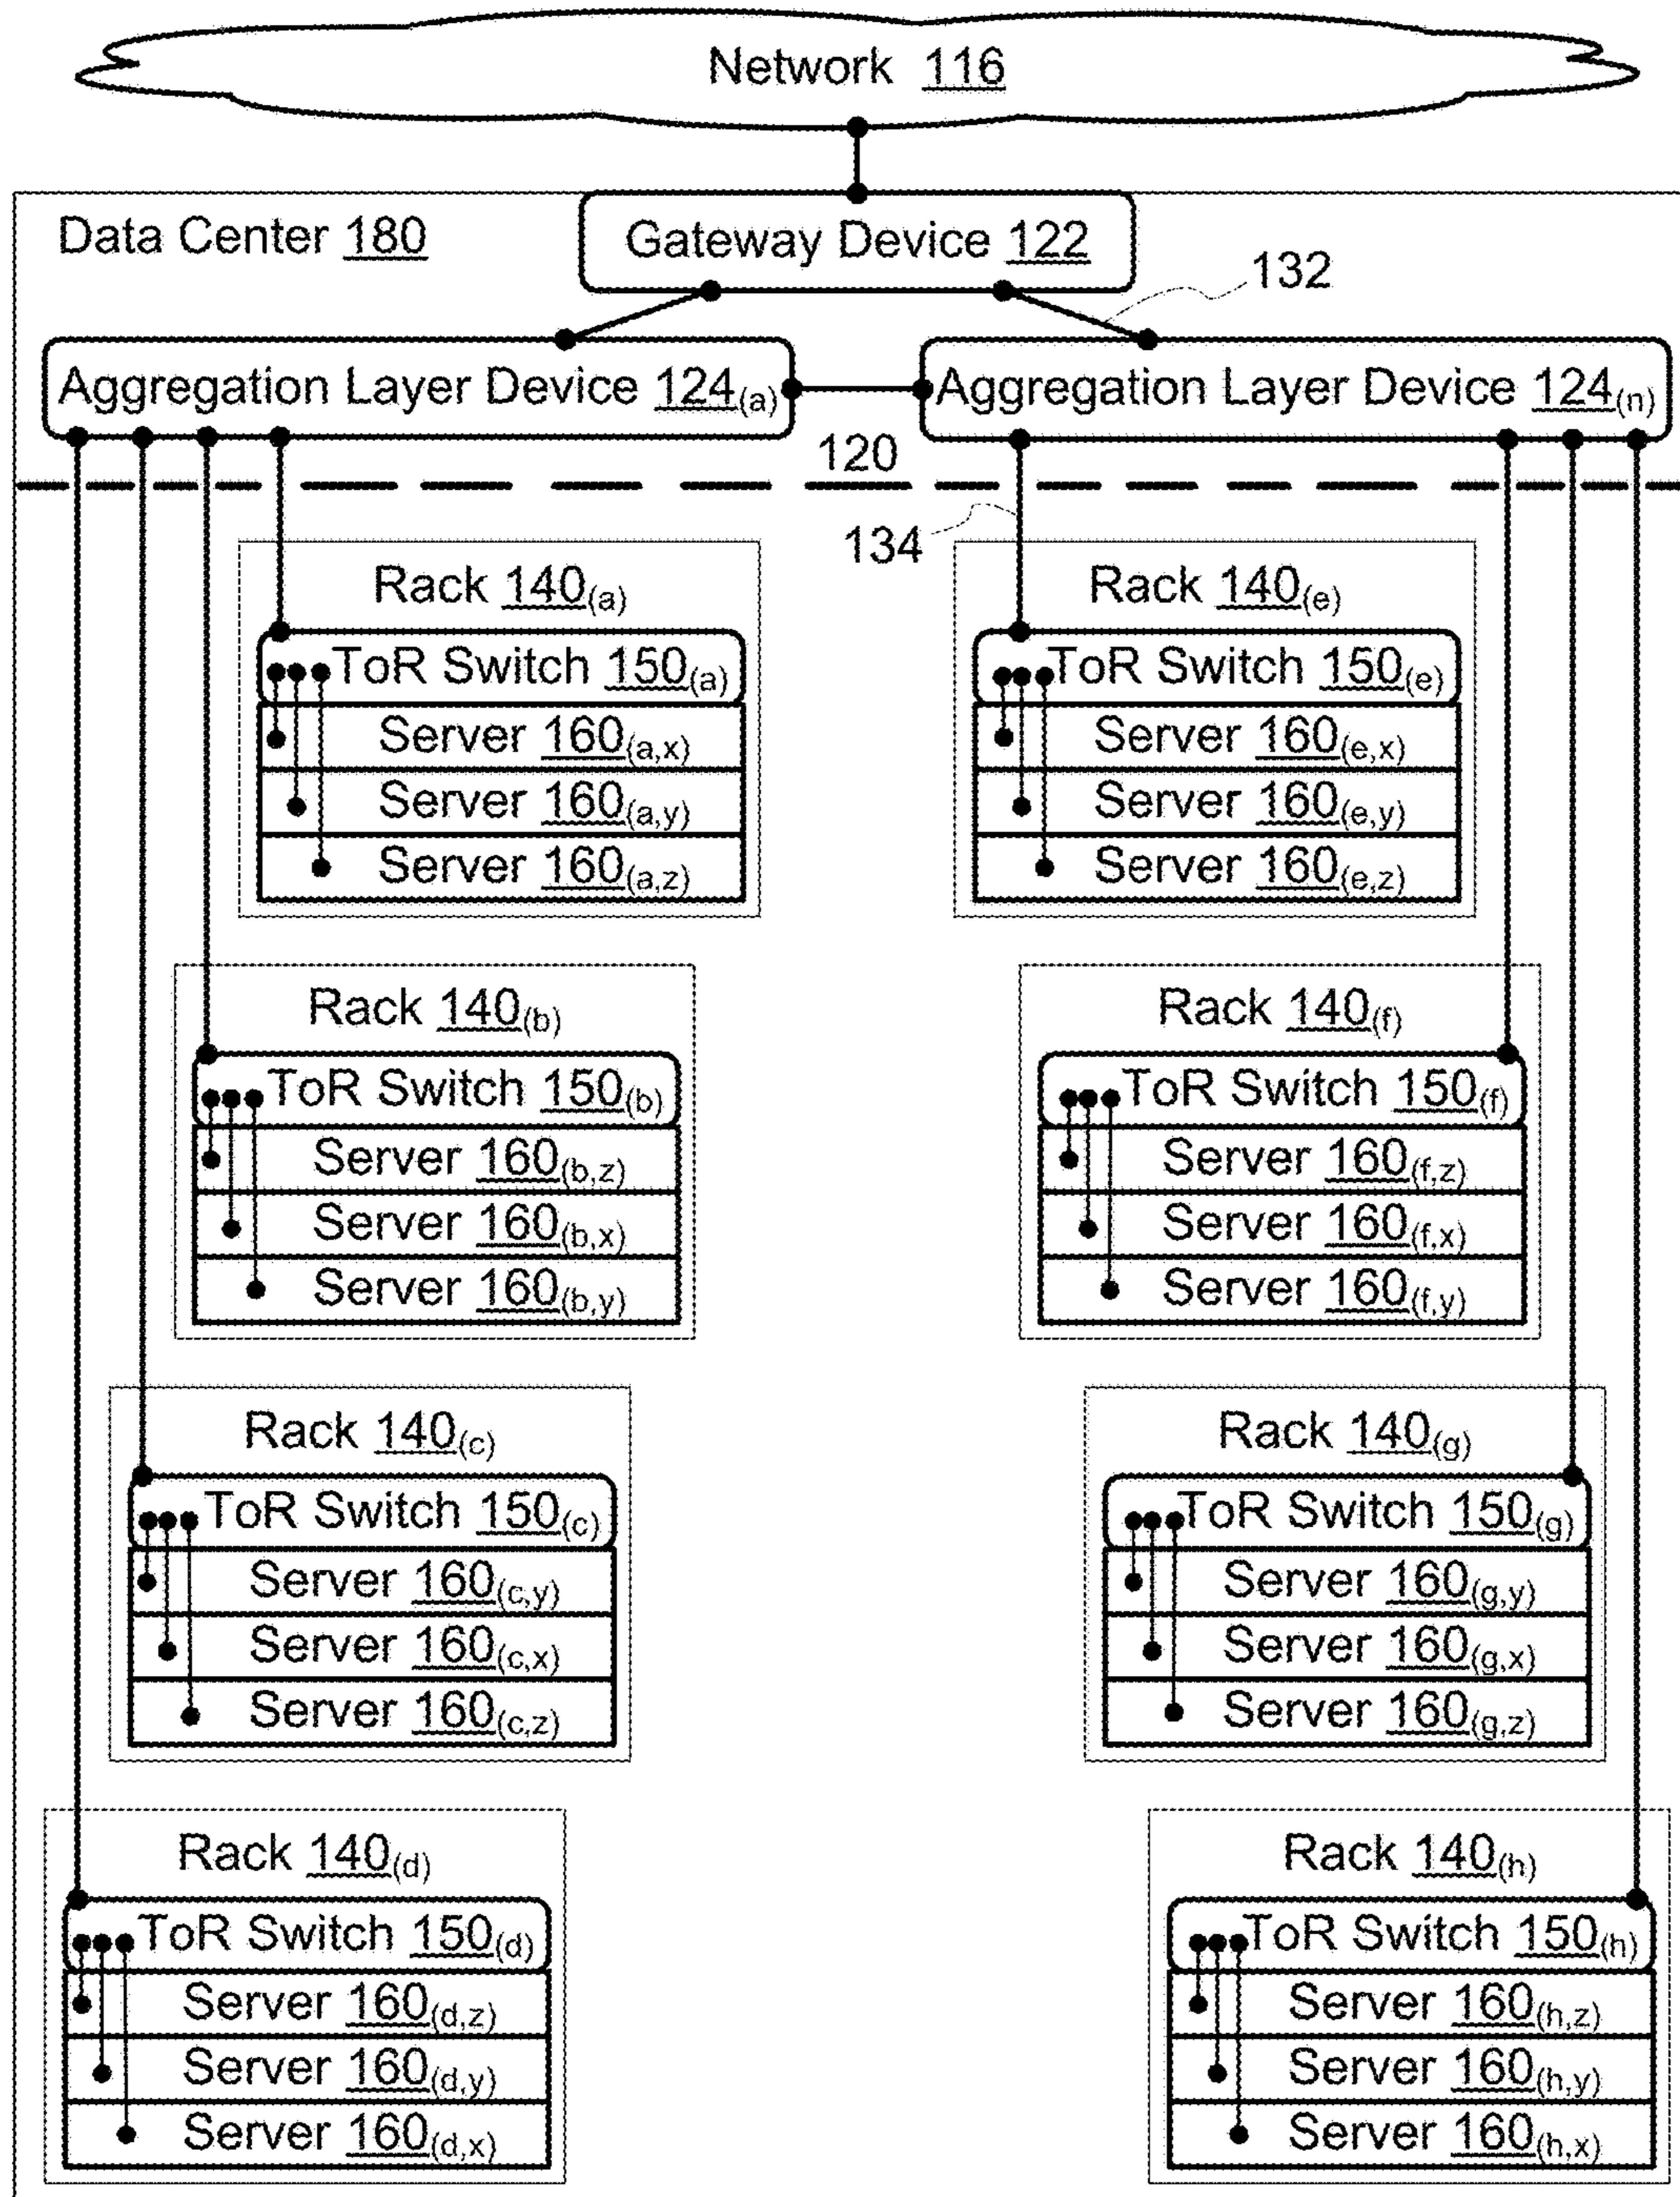 Network 116
Data Center 180
Gateway Device 122
132
Aggregation Layer Device 124(a)
Aggregation Layer Device 124(n)
120
134
Rack 140(a)
ToR Switch 150(a)
Server 160(a,x)
Server 160(a,y)
Server 160(a,z)
Rack 140(e)
ToR Switch 150(e)
Server 160(e,x)
Server 160(e,y)
Server 160(e,z)
Rack 140(b)
ToR Switch 150(b)
Server 160(b,z)
Server 160(b,x)
Server 160(b,y)
Rack 140(f)
ToR Switch 150(f)
Server 160(f,z)
Server 160(f,x)
Server 160(f,y)
Rack 140(c)
ToR Switch 150(c)
Server 160(c,y)
Server 160(c,x)
Server 160(c,z)
Rack 140(g)
ToR Switch 150(g)
Server 160(g,y)
Server 160(g,x)
Server 160(g,z)
Rack 140(d)
ToR Switch 150(d)
Server 160(d,z)
Server 160(d,y)
Server 160(d,x)
Rack 140(h)
ToR Switch 150(h)
Server 160(h,z)
Server 160(h,y)
Server 160(h,x)